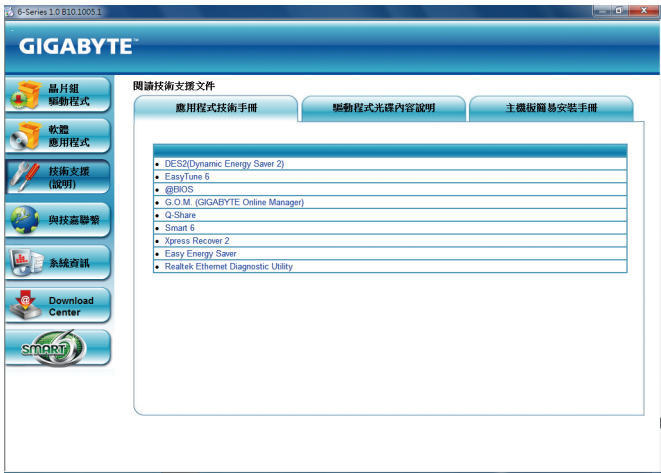 6-Series 1.0 B10.1005.1
GIGABYTE™
晶片組
驅動程式
軟體
應用程式
技術支援
(說明)
與技嘉聯繫
系統資訊
Download
Center
SMART 6
閱讀技術支援文件
應用程式技術手冊
驅動程式光碟內容說明
主機板簡易安裝手冊
DES2(Dynamic Energy Saver 2)
EasyTune 6
@BIOS
G.O.M. (GIGABYTE Online Manager)
Q-Share
Smart 6
Xpress Recover 2
Easy Energy Saver
Realtek Ethernet Diagnostic Utility